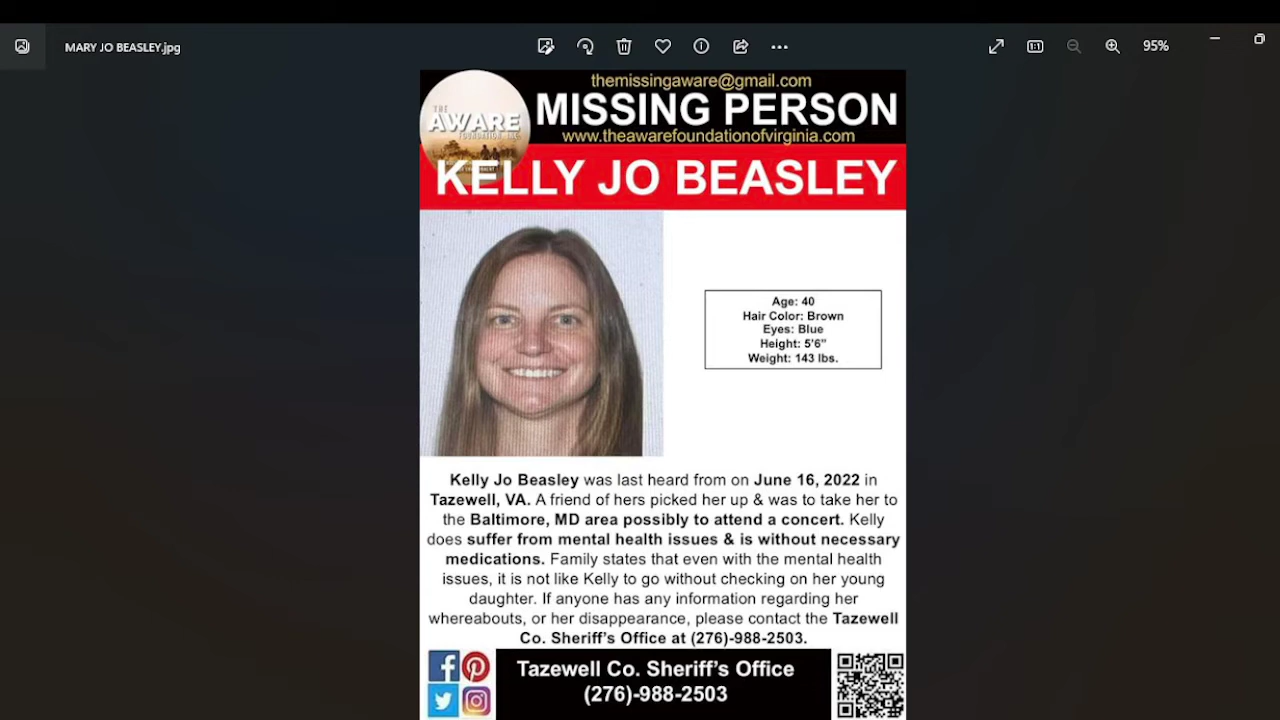 MARY JO BEASLEY.jpg
95%
themissingaware@gmail.com
THE
AWARE
FOUNDATION, INC.
MISSING PERSON
www.theawarefoundationofvirginia.com
KELLY JO BEASLEY
Age: 40
Hair Color: Brown
Eyes: Blue
Height: 5'6"
Weight: 143 lbs.
Kelly Jo Beasley was last heard from on June 16, 2022 in
Tazewell, VA. A friend of hers picked her up & was to take her to
the Baltimore, MD area possibly to attend a concert. Kelly
does suffer from mental health issues & is without necessary
medications. Family states that even with the mental health
issues, it is not like Kelly to go without checking on her young
daughter. If anyone has any information regarding her
whereabouts, or her disappearance, please contact the Tazewell
Co. Sheriff's Office at (276)-988-2503.
Tazewell Co. Sheriff's Office
(276)-988-2503